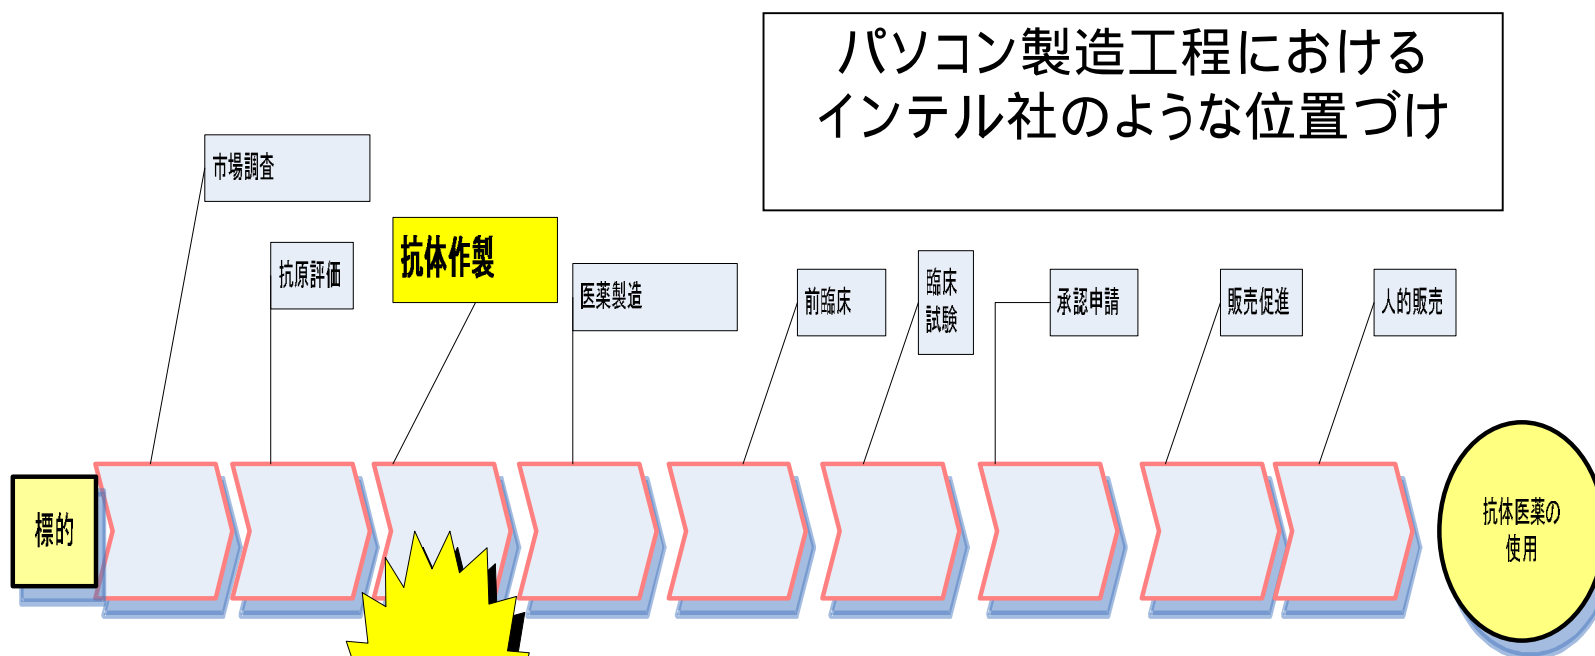 パソコン製造工程における
インテル社のような位置づけ
市場調査
抗原評価
抗体作製
医薬製造
前臨床
臨床
試験
承認申請
販売促進
人的販売
標的
抗体医薬の
使用